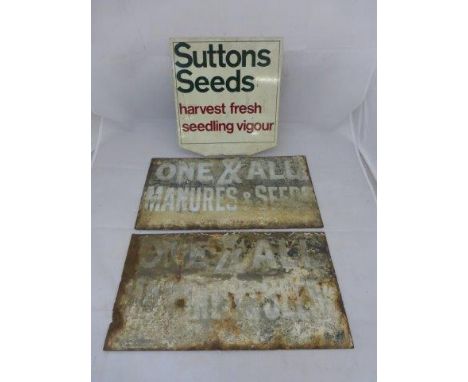 Suttons
Seeds
harvest fresh
seedling vigour
ONE & ALL
MANURES & SEEDS
ONE & ALL